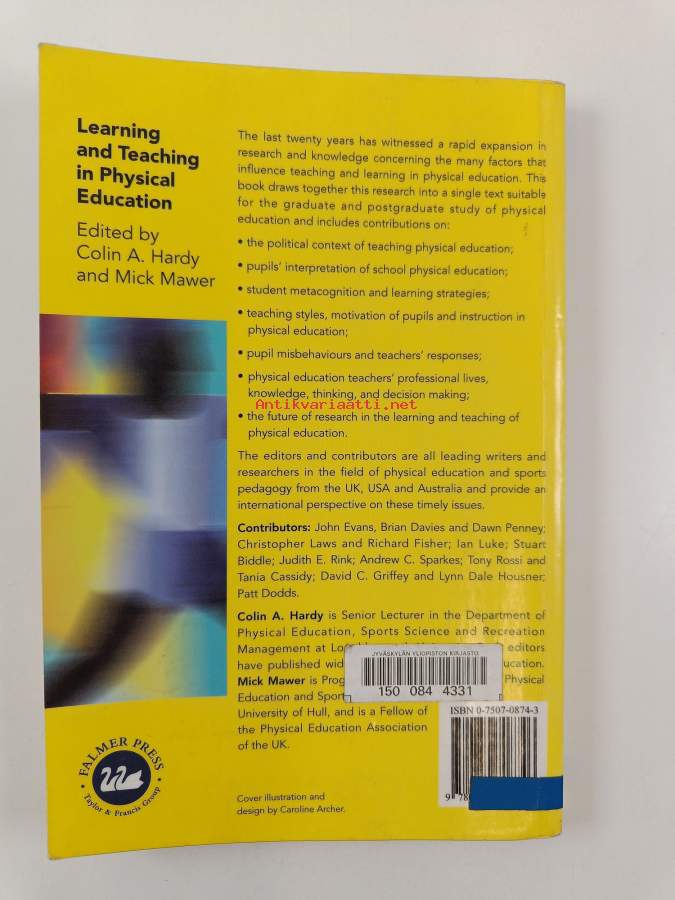 Learning
and Teaching
in Physical
Education
Edited by
Colin A. Hardy
and Mick Mawer
The last twenty years has witnessed a rapid expansion in
research and knowledge concerning the many factors that
influence teaching and learning in physical education. This
book draws together this research into a single text suitable
for the graduate and postgraduate study of physical
education and includes contributions on:
• the political context of teaching physical education;
• pupils' interpretation of school physical education;
• student metacognition and learning strategies;
• teaching styles, motivation of pupils and instruction in
physical education;
• pupil misbehaviours and teachers' responses;
• physical education teachers' professional lives,
knowledge, thinking, and decision making;
Antikvariaatti.net
• the future of research in the learning and teaching of
physical education.
The editors and contributors are all leading writers and
researchers in the field of physical education and sports
pedagogy from the UK, USA and Australia and provide an
international perspective on these timely issues.
Contributors: John Evans, Brian Davies and Dawn Penney;
Christopher Laws and Richard Fisher; Ian Luke; Stuart
Biddle; Judith E. Rink; Andrew C. Sparkes; Tony Rossi and
Tania Cassidy; David C. Griffey and Lynn Dale Housner;
Patt Dodds.
Colin A. Hardy is Senior Lecturer in the Department of
Physical Education, Sports Science and Recreation
Management at editors
have published
Mick Mawer is Physical
Education and
University of Hull, and is a Fellow of
the Physical Education Association
of the UK.
JYVÄSKYLÄN YLIOPISTON KIRJASTO
150 084 4331
ISBN 0-7507-0874-3
9 78
FALMER PRESS
Taylor & Francis Group
Cover illustration and
design by Caroline Archer.